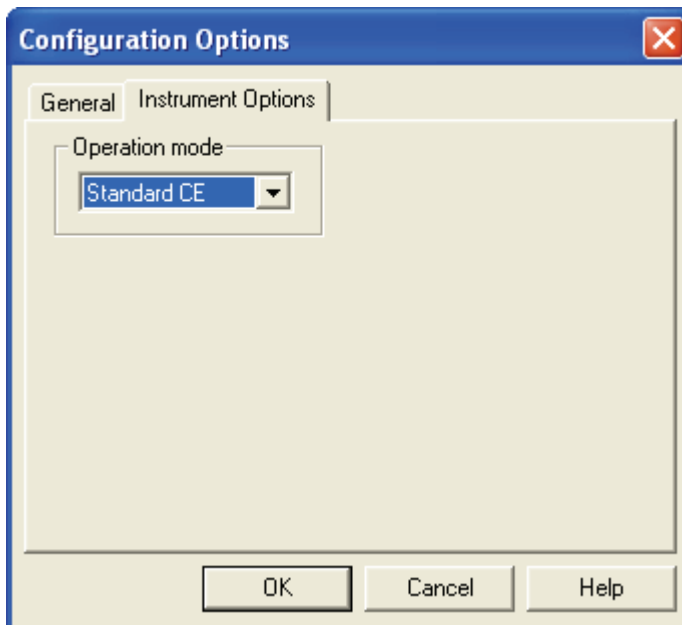 Configuration Options
General Instrument Options
Operation mode
Standard CE
OK Cancel Help